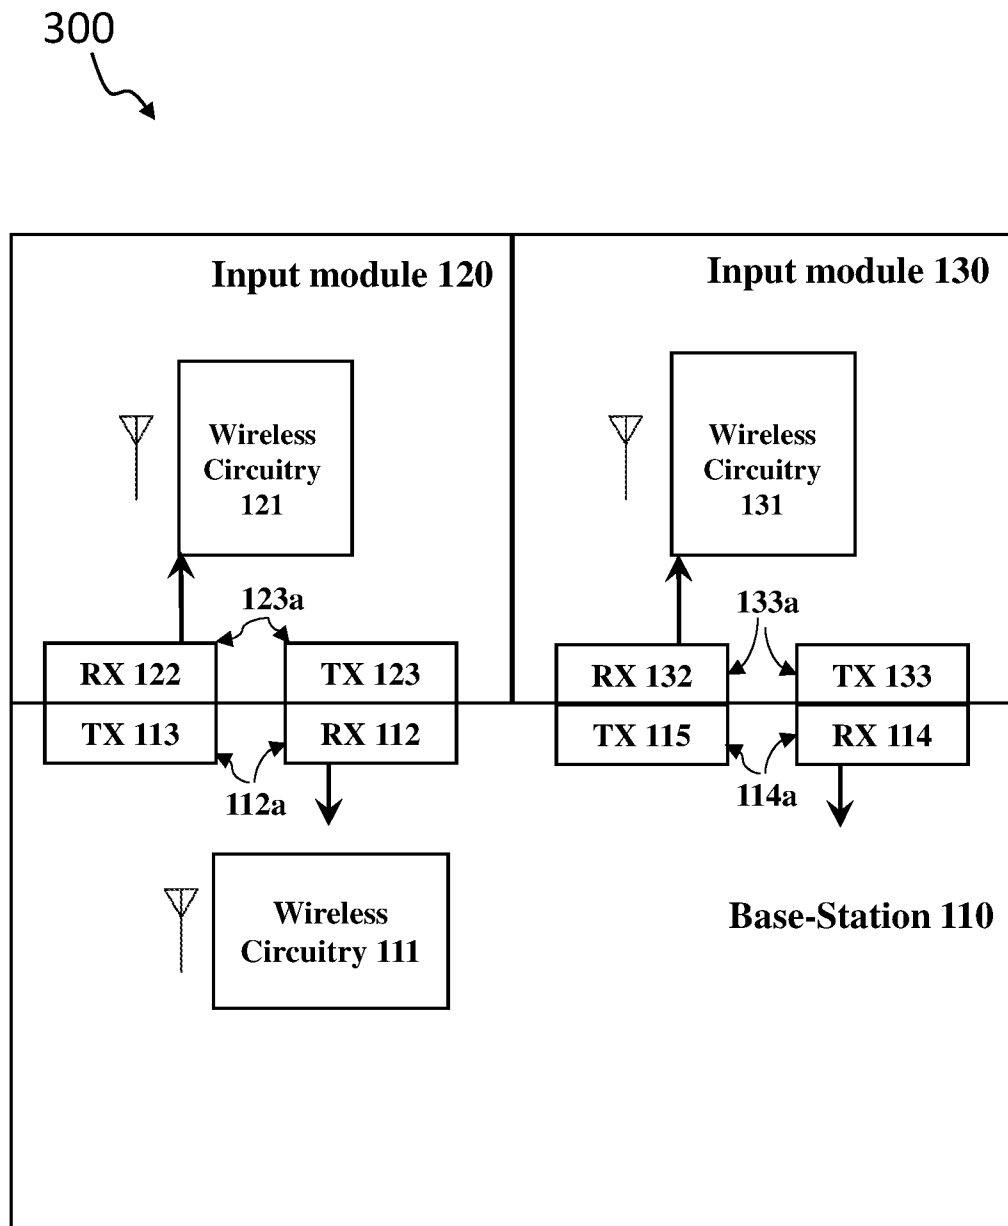 300
Input module 120
Input module 130
Wireless
Circuitry
121
Wireless
Circuitry
131
123a
133a
RX 122
TX 123
RX 132
TX 133
TX 113
RX 112
TX 115
RX 114
112a
114a
Wireless
Circuitry 111
Base-Station 110